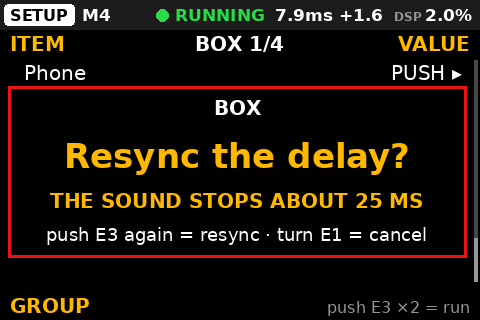 SETUP M4 RUNNING 7.9ms +1.6 DSP 2.0%
ITEM BOX 1/4 VALUE
Phone PUSH ▸
BOX
Resync the delay?
THE SOUND STOPS ABOUT 25 MS
push E3 again = resync · turn E1 = cancel
GROUP push E3 ×2 = run